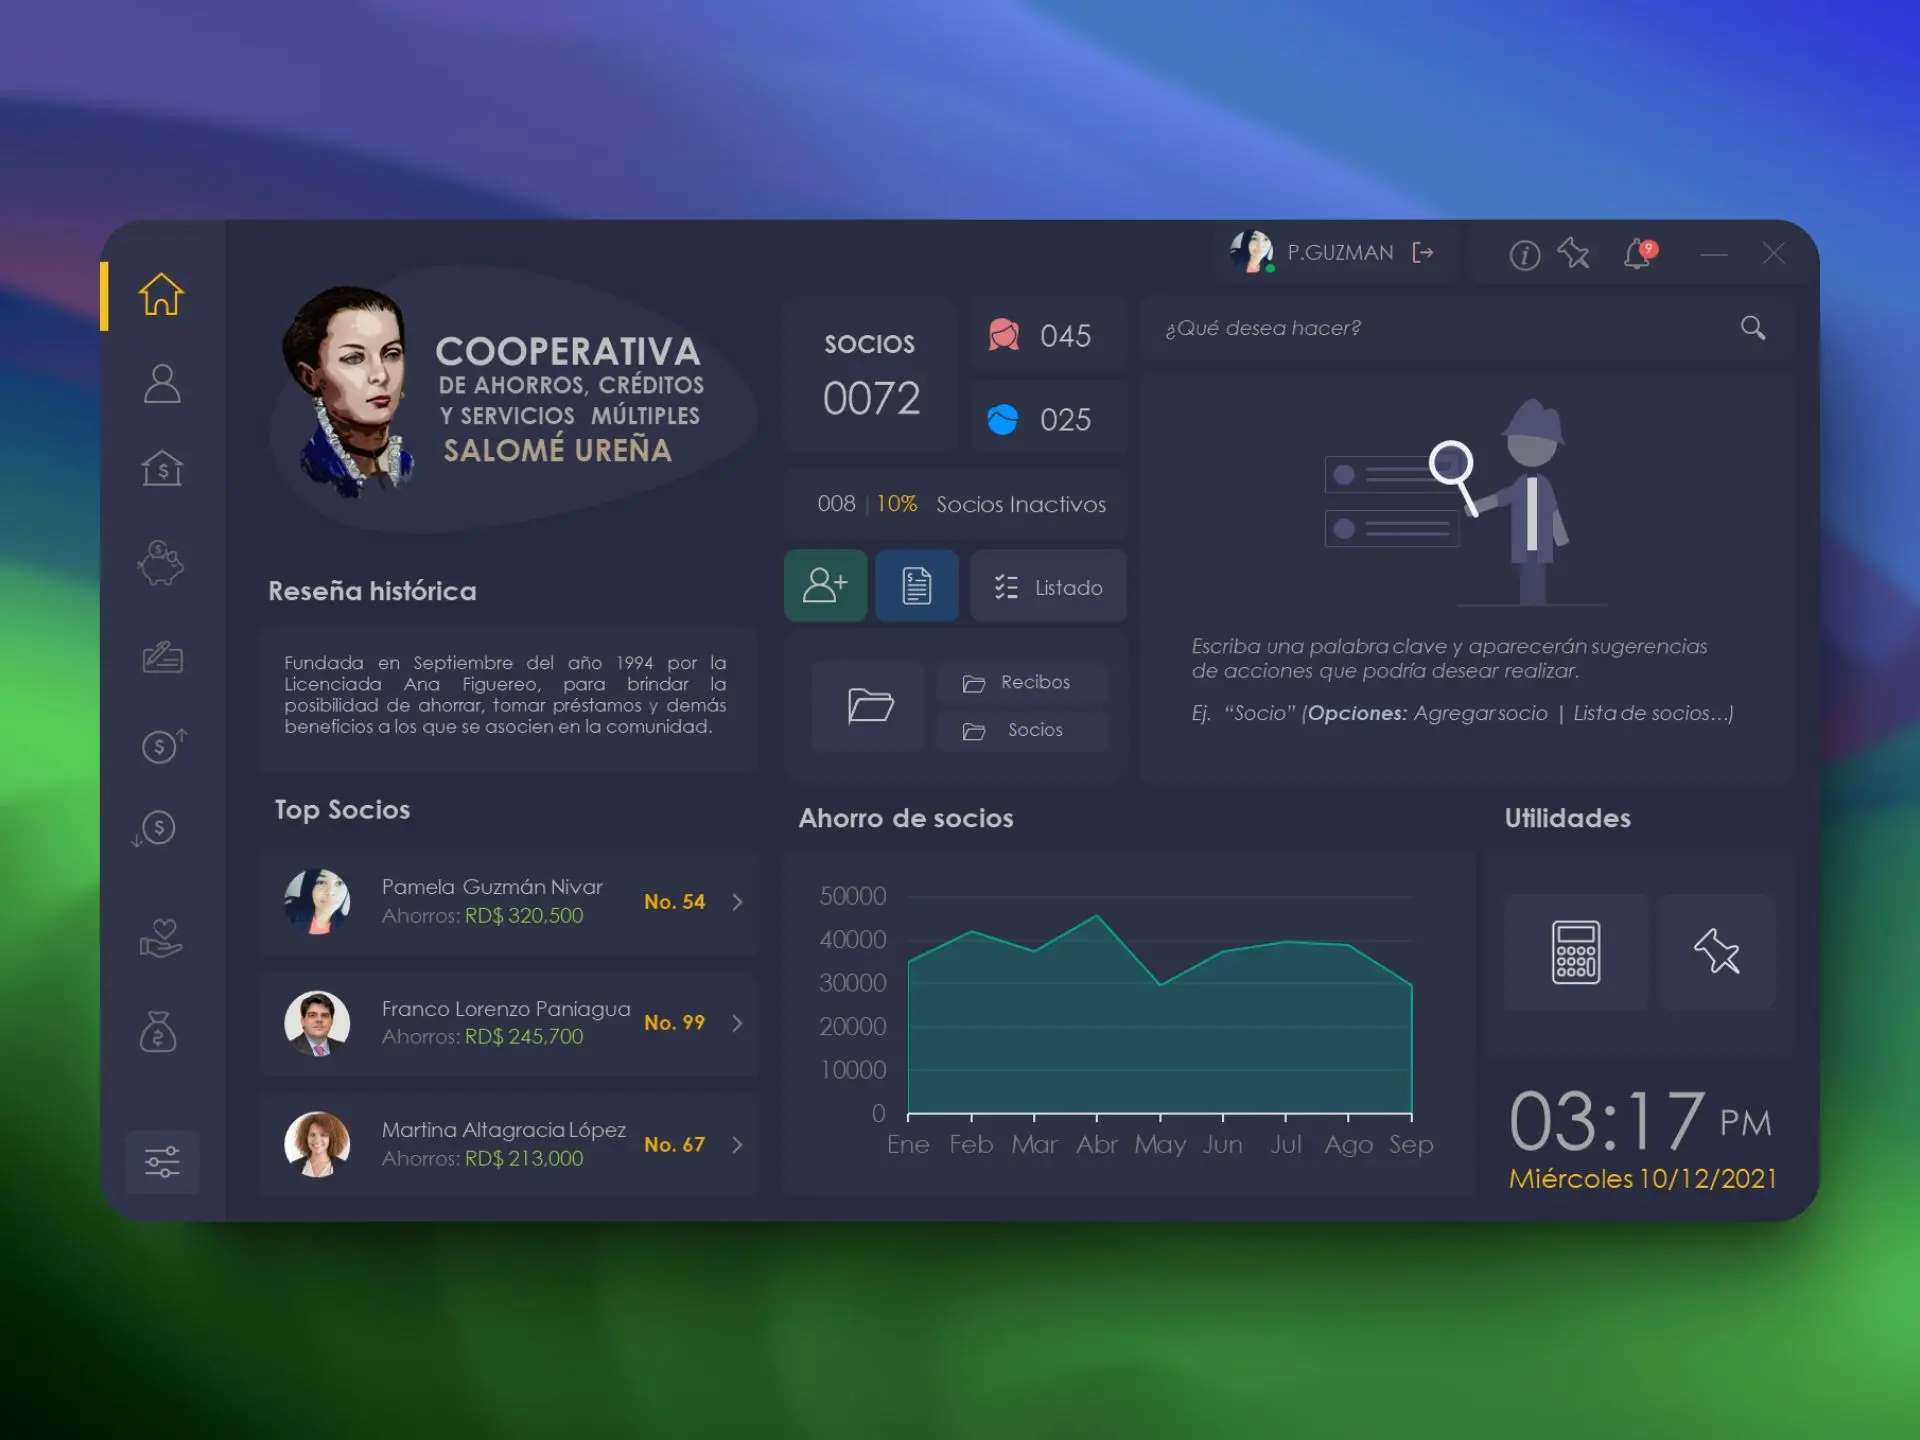 P.GUZMAN
9
COOPERATIVA
DE AHORROS, CRÉDITOS
Y SERVICIOS MÚLTIPLES
SALOMÉ UREÑA
SOCIOS
0072
045
025
¿Qué desea hacer?
008 | 10% Socios Inactivos
Listado
Recibos
Socios
Escriba una palabra clave y aparecerán sugerencias
de acciones que podría desear realizar.
Ej. “Socio” (Opciones: Agregar socio | Lista de socios...)
Reseña histórica
Fundada en Septiembre del año 1994 por la
Licenciada Ana Figuereo, para brindar la
posibilidad de ahorrar, tomar préstamos y demás
beneficios a los que se asocien en la comunidad.
Top Socios
Pamela Guzmán Nivar
Ahorros: RD$ 320,500
No. 54
Franco Lorenzo Paniagua
Ahorros: RD$ 245,700
No. 99
Martina Altagracia López
Ahorros: RD$ 213,000
No. 67
Ahorro de socios
50000
40000
30000
20000
10000
0
Ene Feb Mar Abr May Jun Jul Ago Sep
Utilidades
03:17 PM
Miércoles 10/12/2021